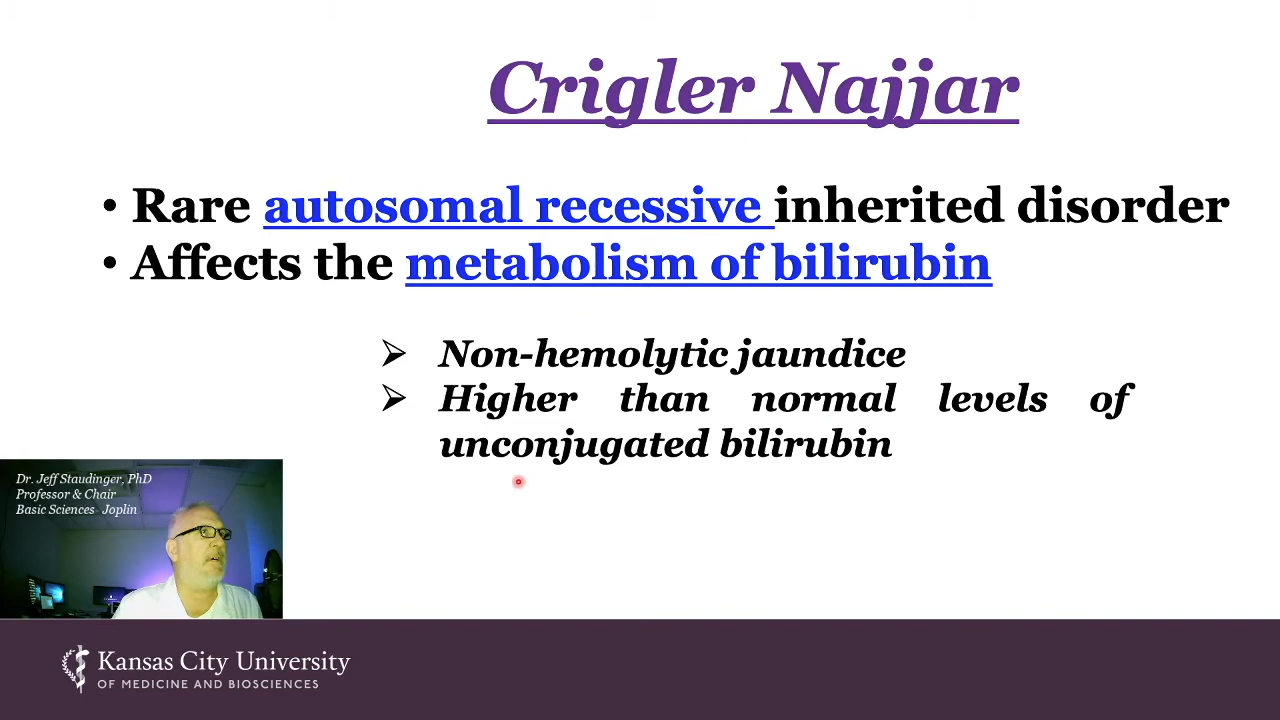 Crigler Najjar
• Rare autosomal recessive inherited disorder
• Affects the metabolism of bilirubin
➢ Non-hemolytic jaundice
➢ Higher than normal levels of
unconjugated bilirubin
Dr. Jeff Staudinger, PhD
Professor & Chair
Basic Sciences Joplin
Kansas City University
OF MEDICINE AND BIOSCIENCES